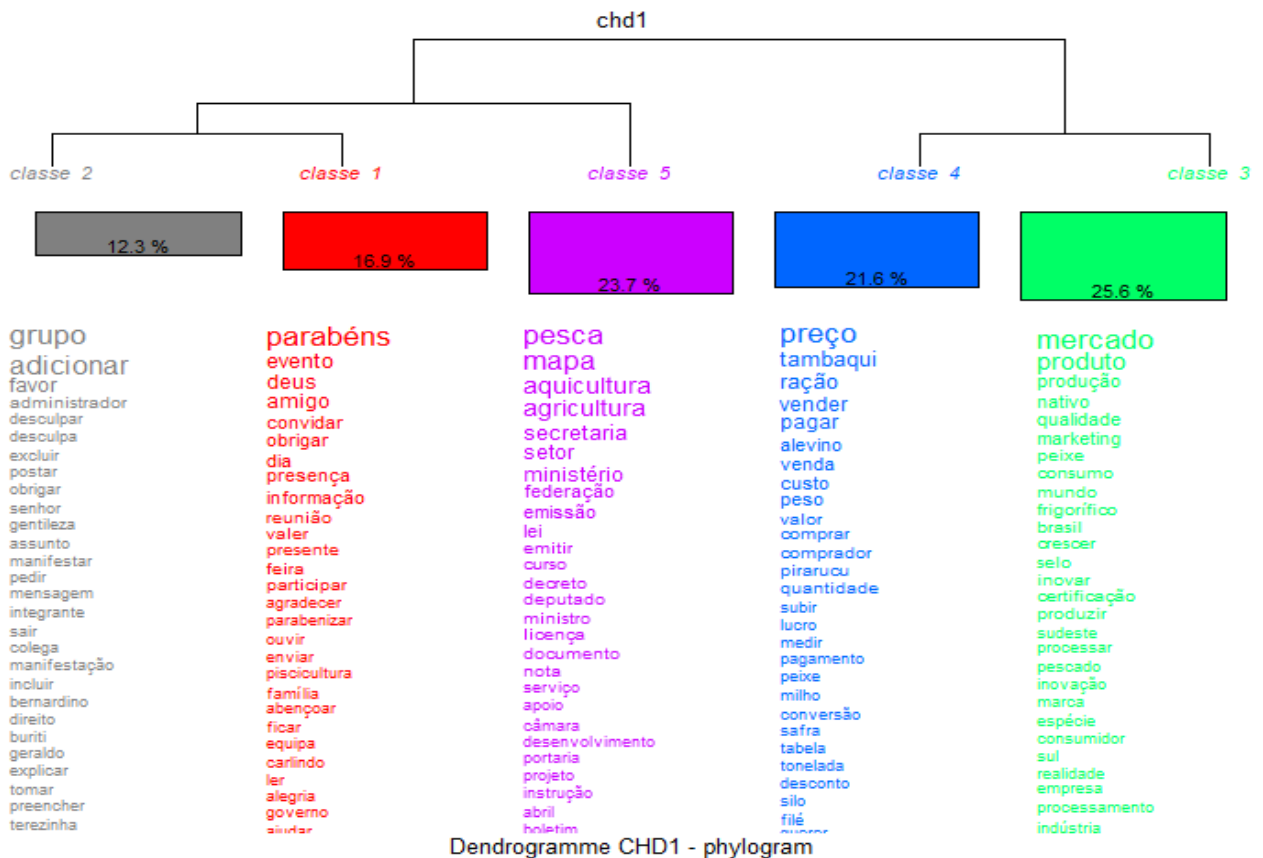 chd1
classe 2
classe 1
classe 5
classe 4
classe 3
12.3 %
16.9 %
23.7 %
21.6 %
25.6 %
grupo
adicionar
favor
administrador
desculpar
desculpa
excluir
postar
obrigar
senhor
gentileza
assunto
manifestar
pedir
mensagem
integrante
sair
colega
manifestação
incluir
bernardino
direito
buriti
geraldo
explicar
tomar
preencher
terezinha
parabéns
evento
deus
amigo
convidar
obrigar
dia
presença
informação
reunião
valer
presente
feira
participar
agradecer
parabenizar
ouvir
enviar
piscicultura
família
abençoar
ficar
equipa
carlindo
ler
alegria
governo
ajudar
pesca
mapa
aquicultura
agricultura
secretaria
setor
ministério
federação
emissão
lei
emitir
curso
decreto
deputado
ministro
licença
documento
nota
serviço
apoio
câmara
desenvolvimento
portaria
projeto
instrução
abril
boletim
preço
tambaqui
ração
vender
pagar
alevino
venda
custo
peso
valor
comprar
comprador
pirarucu
quantidade
subir
lucro
medir
pagamento
peixe
milho
conversão
safra
tabela
tonelada
desconto
silo
filé
querer
mercado
produto
produção
nativo
qualidade
marketing
peixe
consumo
mundo
frigorífico
brasil
crescer
selo
inovar
certificação
produzir
sudeste
processar
pescado
inovação
marca
espécie
consumidor
sul
realidade
empresa
processamento
indústria
Dendrogramme CHD1 - phylogram